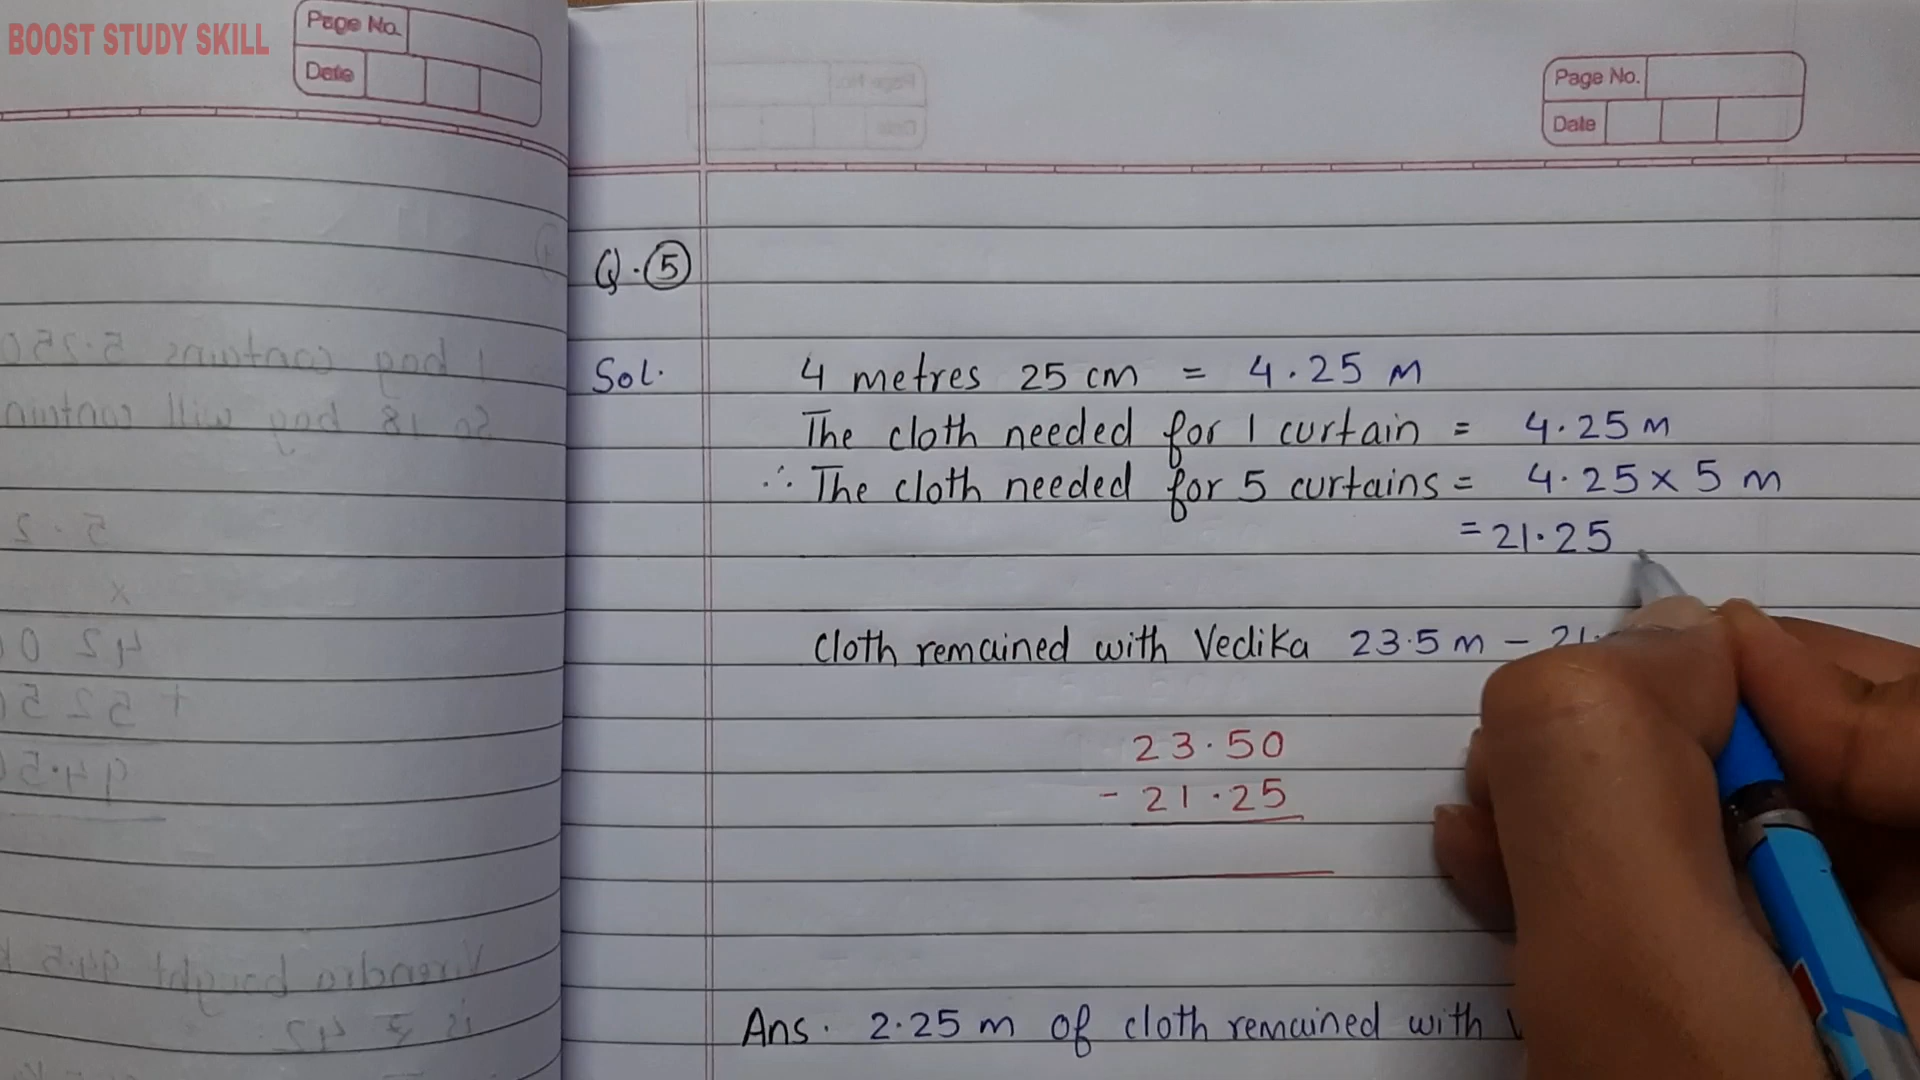 BOOST STUDY SKILL
Page No.
Date
Page No.
Date
Q.5
Sol. 4 metres 25 cm = 4.25 m
The cloth needed for 1 curtain = 4.25 m
∴ The cloth needed for 5 curtains = 4.25 x 5 m
= 21.25
Cloth remained with Vedika 23.5 m - 21.
23.50
- 21.25
Ans. 2.25 m of cloth remained with